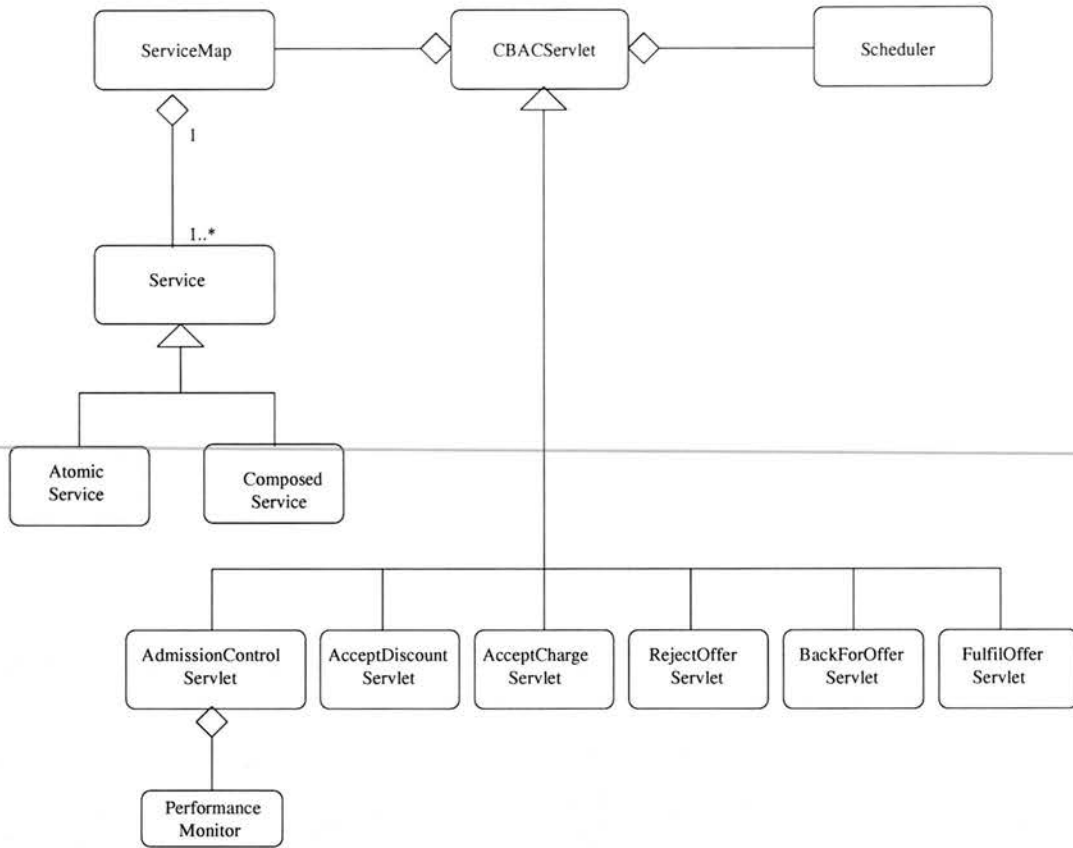 ServiceMap
CBACServlet
Scheduler
1
1..*
Service
Atomic
Service
Composed
Service
AdmissionControl
Servlet
AcceptDiscount
Servlet
AcceptCharge
Servlet
RejectOffer
Servlet
BackForOffer
Servlet
FulfilOffer
Servlet
Performance
Monitor